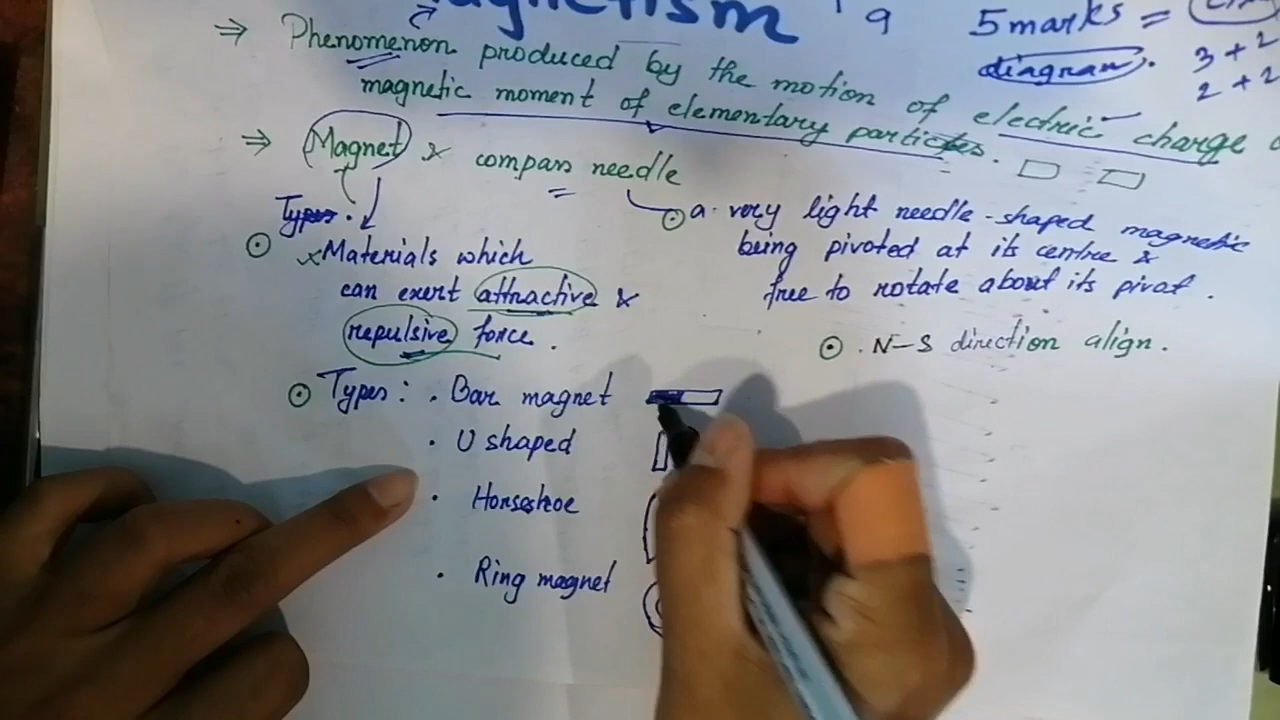 magnetism
5 marks =
diagram.
3 + 2
2 + 2
⇒ Phenomenon produced by the motion of electric charge
magnetic moment of elementary particles.
⇒ Magnet & compass needle
Types.
Materials which
can exert attractive &
repulsive force.
a very light needle-shaped magnetic
being pivoted at its centre &
free to rotate about its pivot.
N-S direction align.
Types: . Bar magnet
. U shaped
. Horseshoe
. Ring magnet